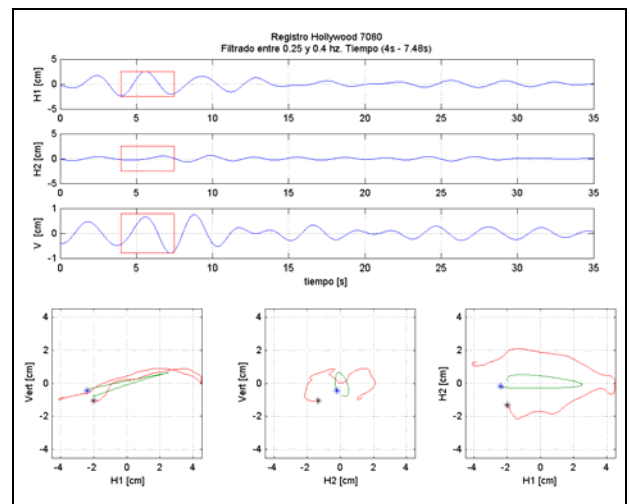 Registro Hollywood 7080
Filtrado entre 0.25 y 0.4 hz. Tiempo (4s - 7.48s)
H1 [cm]
5
0
-5
0 5 10 15 20 25 30 35
H2 [cm]
5
0
-5
0 5 10 15 20 25 30 35
V [cm]
1
0
-1
0 5 10 15 20 25 30 35
tiempo [s]
Vert [cm]
4
2
0
-2
-4
-4 -2 0 2 4
H1 [cm]
Vert [cm]
4
2
0
-2
-4
-4 -2 0 2 4
H2 [cm]
H2 [cm]
4
2
0
-2
-4
-4 -2 0 2 4
H1 [cm]